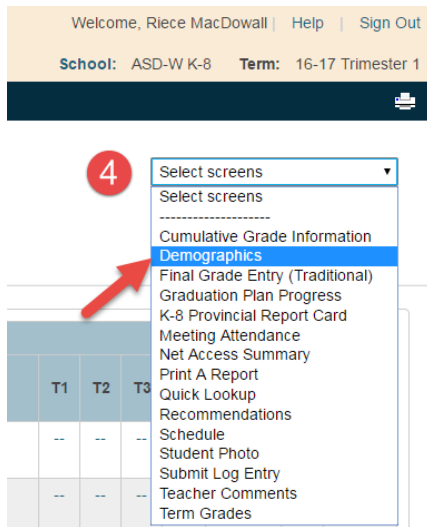 Welcome, Riece MacDowall | Help | Sign Out
School: ASD-W K-8 Term: 16-17 Trimester 1
4
Select screens
Select screens
--------------------
Cumulative Grade Information
Demographics
Final Grade Entry (Traditional)
Graduation Plan Progress
K-8 Provincial Report Card
Meeting Attendance
Net Access Summary
Print A Report
Quick Lookup
Recommendations
Schedule
Student Photo
Submit Log Entry
Teacher Comments
Term Grades
T1 T2 T3
-- -- --
-- -- --